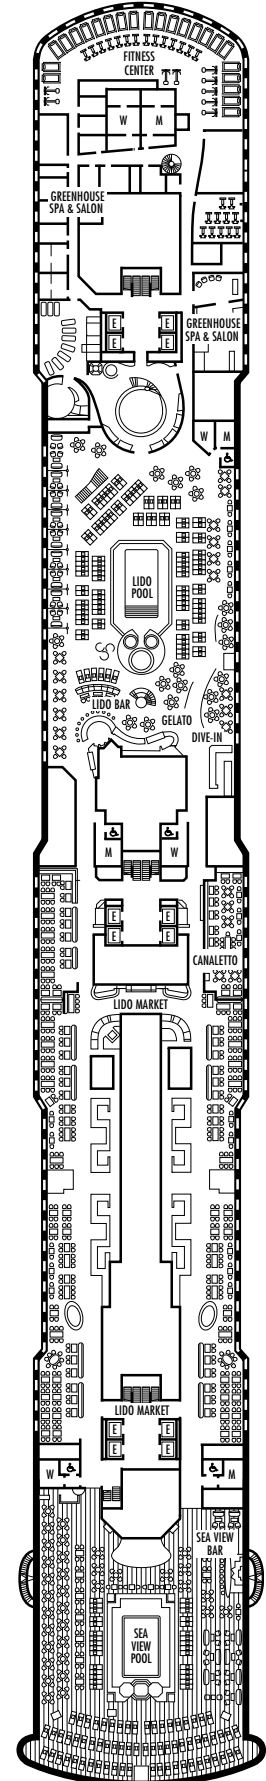 FITNESS
CENTER
W M
GREENHOUSE
SPA & SALON
E E
E E
GREENHOUSE
SPA & SALON
W M
LIDO
POOL
LIDO BAR
GELATO
DIVE-IN
M W
E E
E E
CANALETTO
LIDO MARKET
LIDO MARKET
E E
E E
W M
SEA VIEW
BAR
SEA
VIEW
POOL